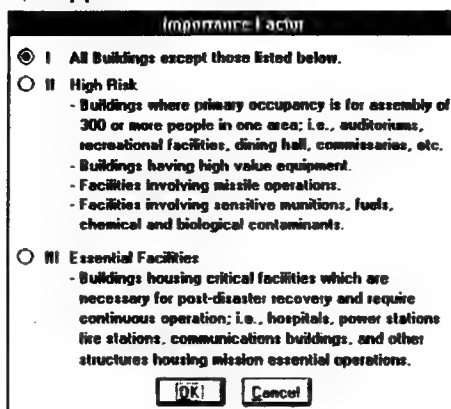 Importance Factor
I All Buildings except those listed below.
II High Risk
- Buildings where primary occupancy is for assembly of
300 or more people in one area; i.e., auditoriums,
recreational facilities, dining hall, commissaries, etc.
- Buildings having high value equipment.
- Facilities involving missile operations.
- Facilities involving sensitive munitions, fuels,
chemical and biological contaminants.
III Essential Facilities
- Buildings housing critical facilities which are
necessary for post-disaster recovery and require
continuous operation; i.e., hospitals, power stations
fire stations, communications buildings, and other
structures housing mission essential operations.
OK Cancel